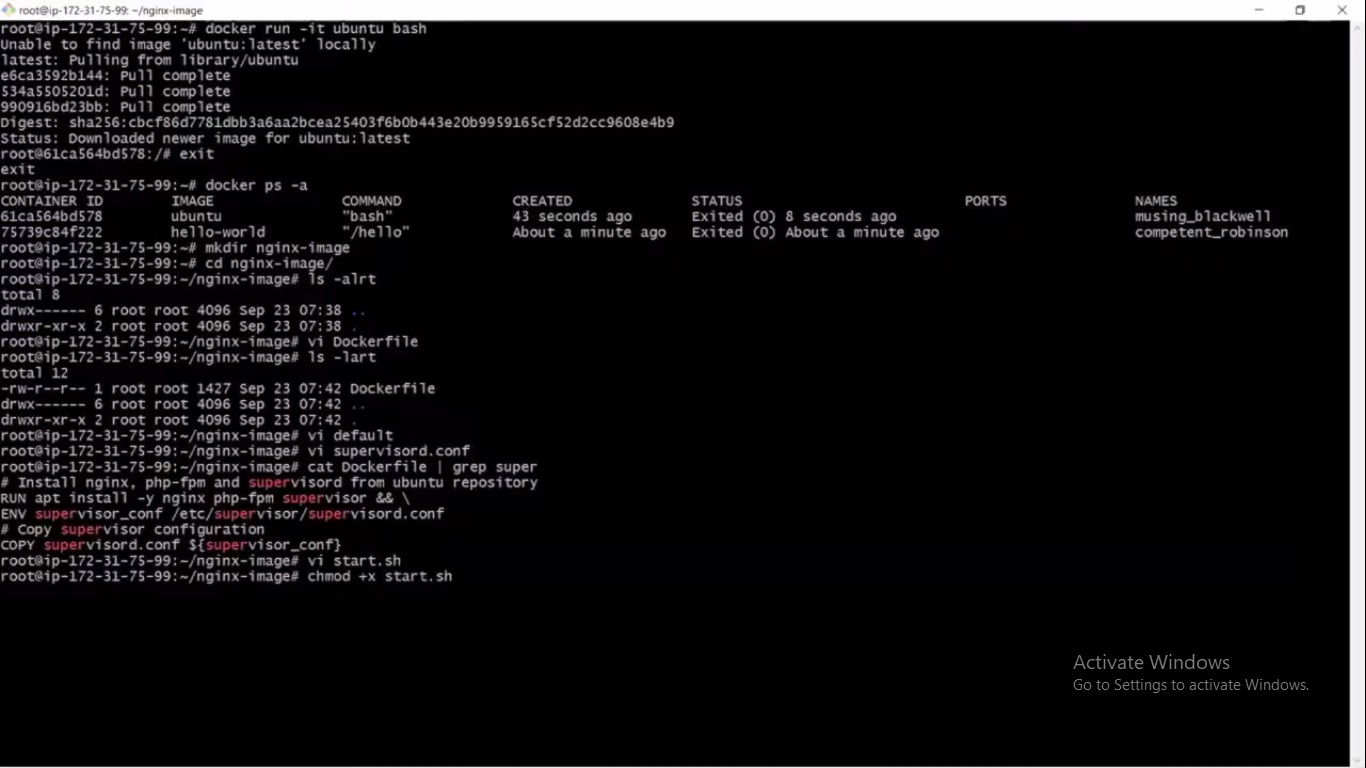 root@ip-172-31-75-99: ~/nginx-image
root@ip-172-31-75-99:~# docker run -it ubuntu bash
Unable to find image 'ubuntu:latest' locally
latest: Pulling from library/ubuntu
e6ca3592b144: Pull complete
534a5505201d: Pull complete
990916bd23bb: Pull complete
Digest: sha256:cbcf86d7781dbb3a6aa2bcea25403f6b0b443e20b9959165cf52d2cc9608e4b9
Status: Downloaded newer image for ubuntu:latest
root@61ca564bd578:/# exit
exit
root@ip-172-31-75-99:~# docker ps -a
CONTAINER ID IMAGE COMMAND CREATED STATUS PORTS NAMES
61ca564bd578 ubuntu "bash" 43 seconds ago Exited (0) 8 seconds ago musing_blackwell
75739c84f222 hello-world "/hello" About a minute ago Exited (0) About a minute ago competent_robinson
root@ip-172-31-75-99:~# mkdir nginx-image
root@ip-172-31-75-99:~# cd nginx-image/
root@ip-172-31-75-99:~/nginx-image# ls -alrt
total 8
drwx------ 6 root root 4096 Sep 23 07:38 ..
drwxr-xr-x 2 root root 4096 Sep 23 07:38 .
root@ip-172-31-75-99:~/nginx-image# vi Dockerfile
root@ip-172-31-75-99:~/nginx-image# ls -lart
total 12
-rw-r--r-- 1 root root 1427 Sep 23 07:42 Dockerfile
drwx------ 6 root root 4096 Sep 23 07:42 ..
drwxr-xr-x 2 root root 4096 Sep 23 07:42 .
root@ip-172-31-75-99:~/nginx-image# vi default
root@ip-172-31-75-99:~/nginx-image# vi supervisord.conf
root@ip-172-31-75-99:~/nginx-image# cat Dockerfile | grep super
# Install nginx, php-fpm and supervisord from ubuntu repository
RUN apt install -y nginx php-fpm supervisor && \
ENV supervisor_conf /etc/supervisor/supervisord.conf
# Copy supervisor configuration
COPY supervisord.conf ${supervisor_conf}
root@ip-172-31-75-99:~/nginx-image# vi start.sh
root@ip-172-31-75-99:~/nginx-image# chmod +x start.sh
Activate Windows
Go to Settings to activate Windows.